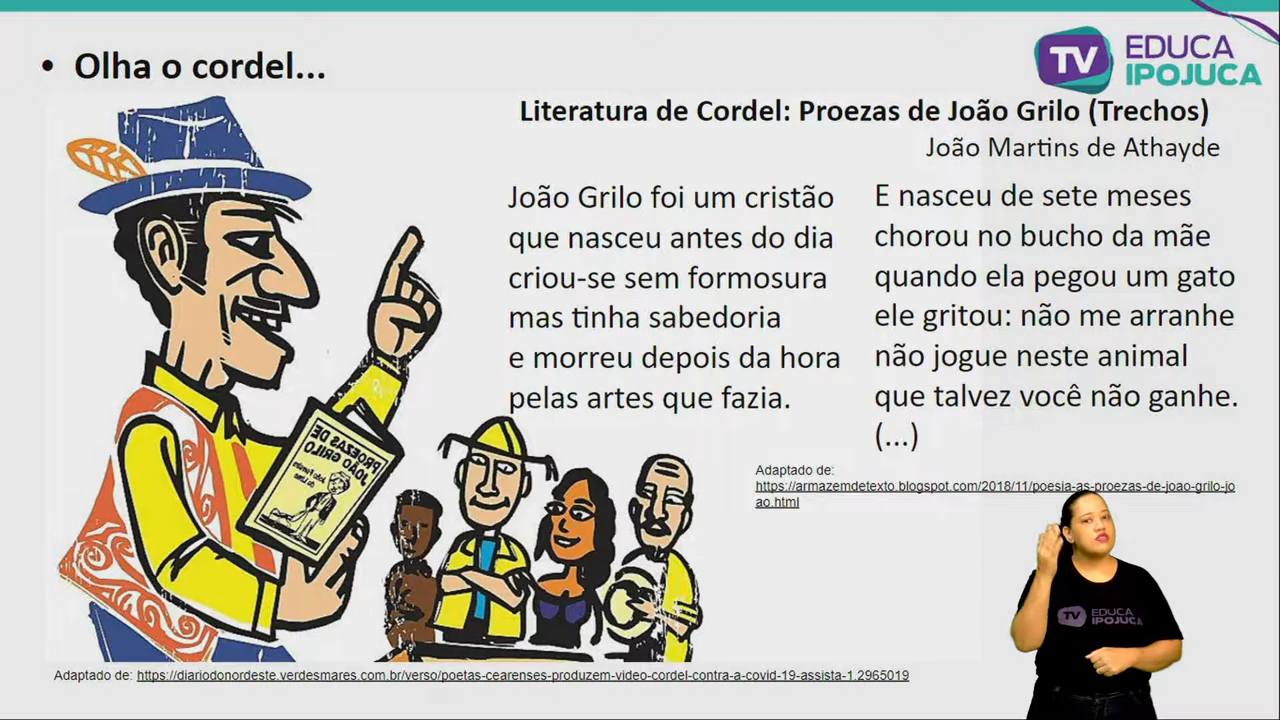 • Olha o cordel...
TV EDUCA
IPOJUCA
Literatura de Cordel: Proezas de João Grilo (Trechos)
João Martins de Athayde
João Grilo foi um cristão
que nasceu antes do dia
criou-se sem formosura
mas tinha sabedoria
e morreu depois da hora
pelas artes que fazia.
E nasceu de sete meses
chorou no bucho da mãe
quando ela pegou um gato
ele gritou: não me arranhe
não jogue neste animal
que talvez você não ganhe.
(...)
Adaptado de:
https://armazemdetexto.blogspot.com/2018/11/poesia-as-proezas-de-joao-grilo-jo
ao.html
PROEZAS DE
JOÃO GRILO
TV EDUCA
IPOJUCA
Adaptado de: https://diariodonordeste.verdesmares.com.br/verso/poetas-cearenses-produzem-video-cordel-contra-a-covid-19-assista-1.2965019